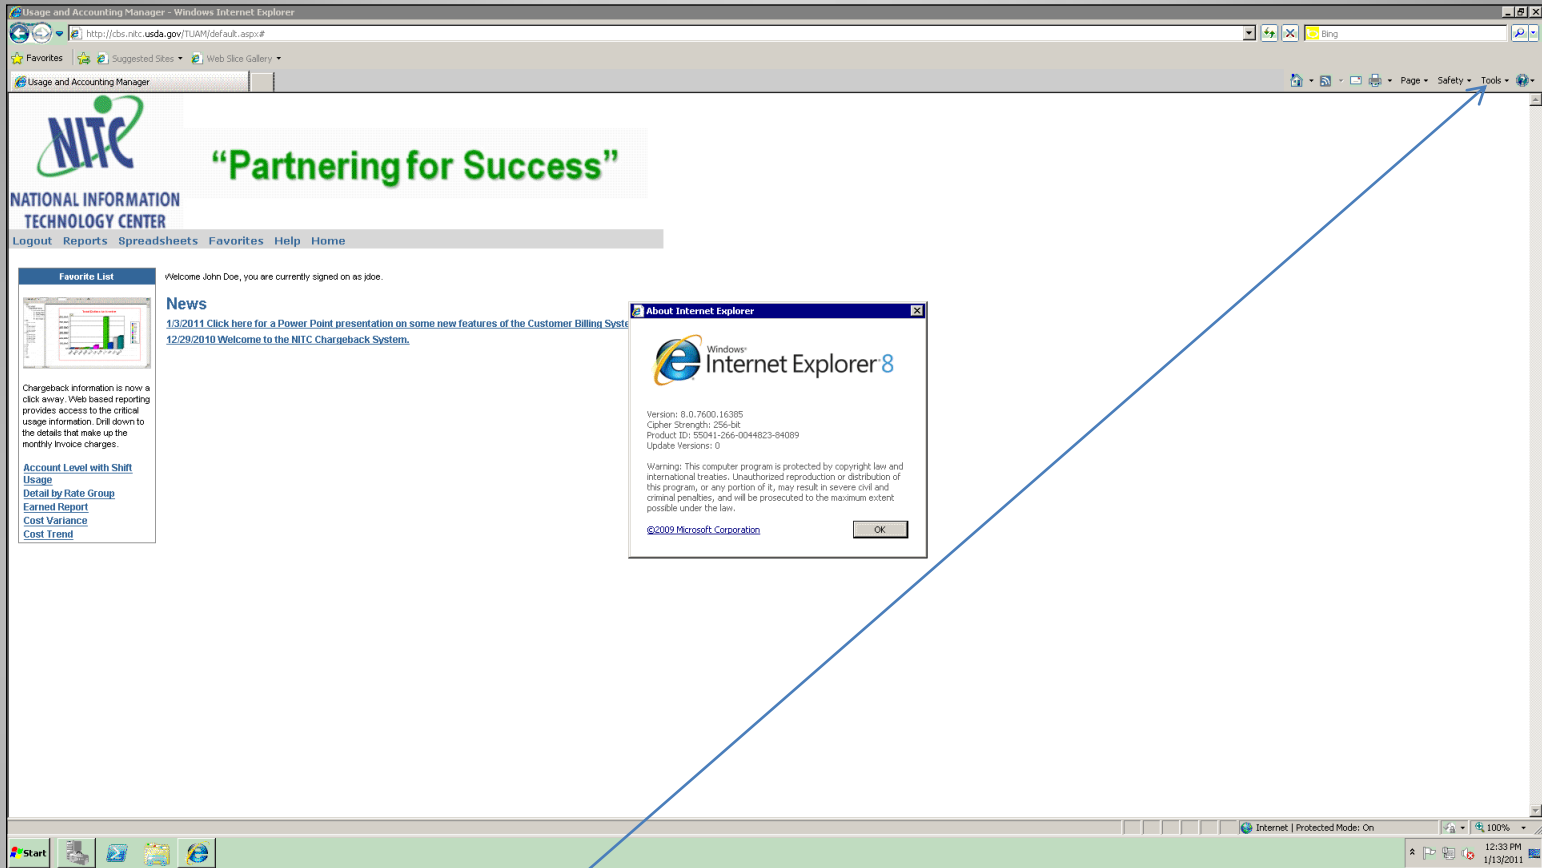 Usage and Accounting Manager - Windows Internet Explorer
http://cbs.nitc.usda.gov/TUAM/default.aspx#
Bing
Favorites Suggested Sites Web Slice Gallery
Usage and Accounting Manager
Page Safety Tools
NITC
NATIONAL INFORMATION
TECHNOLOGY CENTER
“Partnering for Success”
Logout Reports Spreadsheets Favorites Help Home
Favorite List
Welcome John Doe, you are currently signed on as jdoe.
News
1/3/2011 Click here for a Power Point presentation on some new features of the Customer Billing Syste
12/29/2010 Welcome to the NITC Chargeback System.
Chargeback information is now a
click away. Web based reporting
provides access to the critical
usage information. Drill down to
the details that make up the
monthly Invoice charges.
Account Level with Shift
Usage
Detail by Rate Group
Earned Report
Cost Variance
Cost Trend
About Internet Explorer
Windows
Internet Explorer 8
Version: 8.0.7600.16385
Cipher Strength: 256-bit
Product ID: 55041-266-0044823-84089
Update Versions: 0
Warning: This computer program is protected by copyright law and
international treaties. Unauthorized reproduction or distribution of
this program, or any portion of it, may result in severe civil and
criminal penalties, and will be prosecuted to the maximum extent
possible under the law.
©2009 Microsoft Corporation
OK
Internet | Protected Mode: On
100%
Start
12:33 PM
1/13/2011